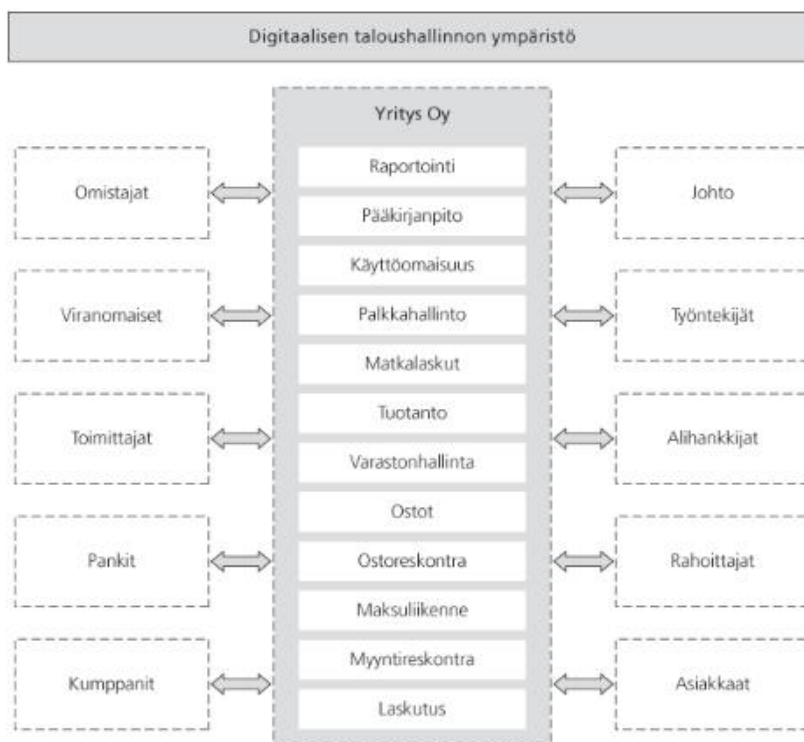 Digitaalisen taloushallinnon ympäristö
Yritys Oy
Omistajat
Viranomaiset
Toimittajat
Pankit
Kumppanit
Raportointi
Pääkirjanpito
Käyttöomaisuus
Palkkahallinto
Matkalaskut
Tuotanto
Varastonhallinta
Ostot
Ostoreskontra
Maksuliikenne
Myyntireskontra
Laskutus
Johto
Työntekijät
Alihankkijat
Rahoittajat
Asiakkaat